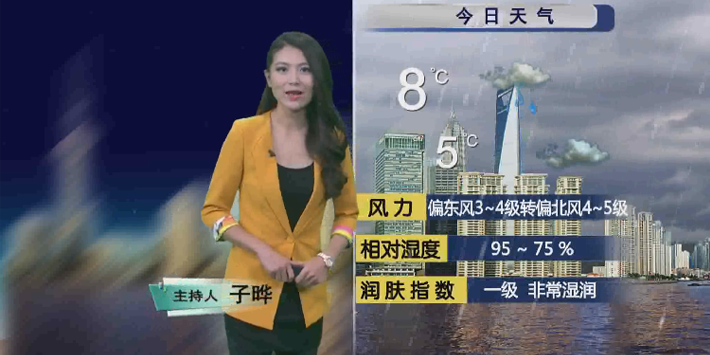 今日天气
8℃
5℃
风力 偏东风3~4级转偏北风4~5级
相对湿度 95 ~ 75 %
润肤指数 一级 非常湿润
主持人 子晔